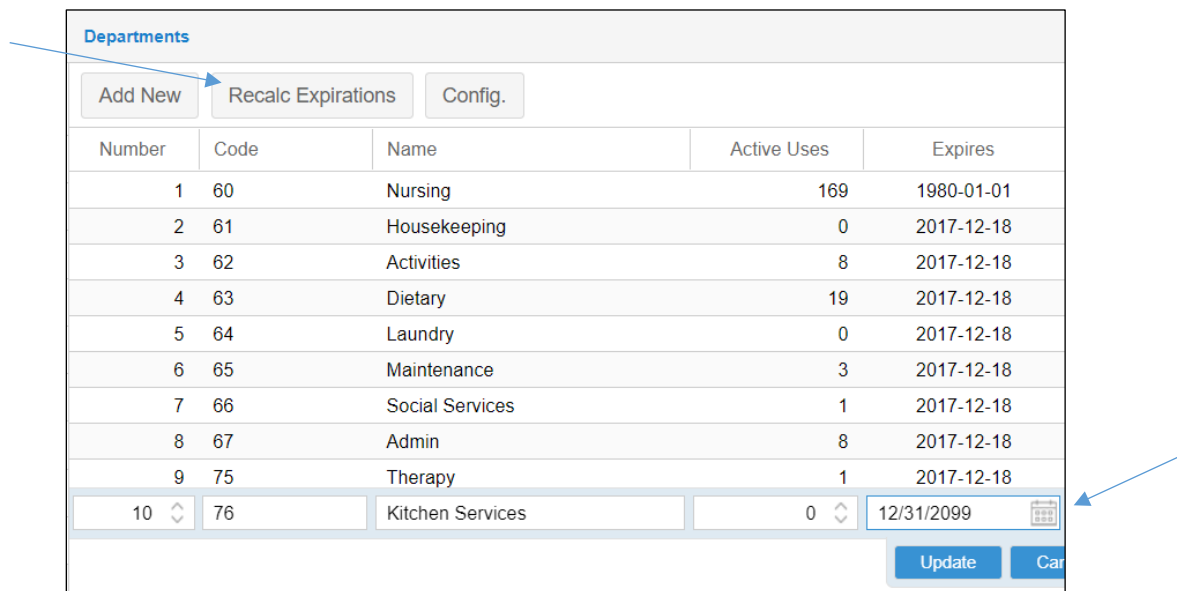 Departments
Add New Recalc Expirations Config.
Number Code Name Active Uses Expires
1 60 Nursing 169 1980-01-01
2 61 Housekeeping 0 2017-12-18
3 62 Activities 8 2017-12-18
4 63 Dietary 19 2017-12-18
5 64 Laundry 0 2017-12-18
6 65 Maintenance 3 2017-12-18
7 66 Social Services 1 2017-12-18
8 67 Admin 8 2017-12-18
9 75 Therapy 1 2017-12-18
10 76 Kitchen Services 0 12/31/2099
Update